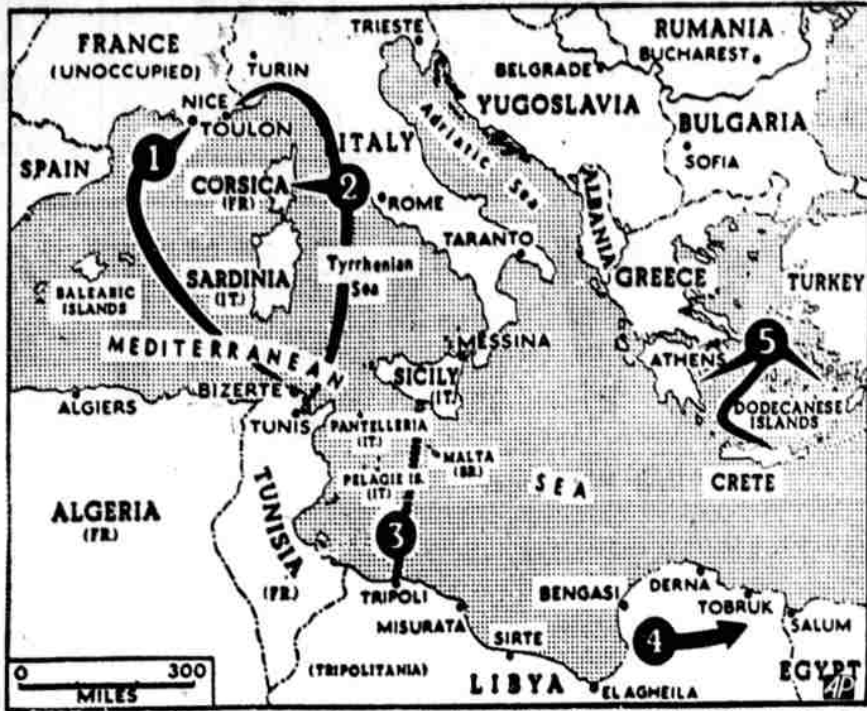 FRANCE
(UNOCCUPIED)
TURIN
TRIESTE
RUMANIA
BUCHAREST
BELGRADE
YUGOSLAVIA
NICE
TOULON
ITALY
Adriatic Sea
BULGARIA
SOFIA
SPAIN
1
CORSICA
(FR)
2
ROME
ALBANIA
TARANTO
GREECE
TURKEY
SARDINIA
(IT.)
Tyrrhenian
Sea
BALEARIC
ISLANDS
MEDITERRANEAN
MESSINA
ATHENS
5
BIZERTE
SICILY
(IT.)
ALGIERS
TUNIS
PANTELLERIA
(IT.)
DODECANESE
ISLANDS
MALTA
(BR.)
PELAGIE IS.
(IT.)
SEA
CRETE
ALGERIA
(FR.)
TUNISIA
(FR.)
3
TRIPOLI
BENGASI
DERNA
TOBRUK
MISURATA
SIRTE
4
SALUM
0 300
MILES
(TRIPOLITANIA)
LIBYA
EL AGHEILA
EGYPT
AP